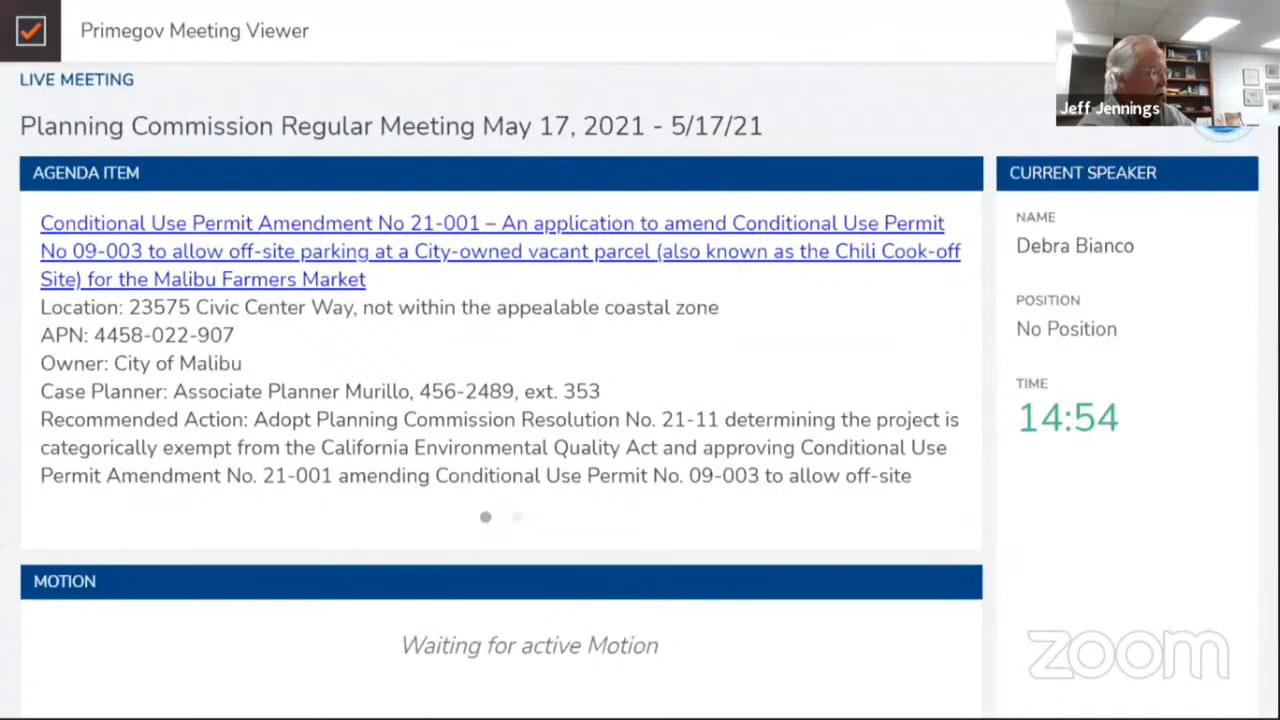 Primegov Meeting Viewer
LIVE MEETING
Jeff Jennings
Planning Commission Regular Meeting May 17, 2021 - 5/17/21
AGENDA ITEM
Conditional Use Permit Amendment No 21-001 – An application to amend Conditional Use Permit
No 09-003 to allow off-site parking at a City-owned vacant parcel (also known as the Chili Cook-off
Site) for the Malibu Farmers Market
Location: 23575 Civic Center Way, not within the appealable coastal zone
APN: 4458-022-907
Owner: City of Malibu
Case Planner: Associate Planner Murillo, 456-2489, ext. 353
Recommended Action: Adopt Planning Commission Resolution No. 21-11 determining the project is
categorically exempt from the California Environmental Quality Act and approving Conditional Use
Permit Amendment No. 21-001 amending Conditional Use Permit No. 09-003 to allow off-site
CURRENT SPEAKER
NAME
Debra Bianco
POSITION
No Position
TIME
14:54
MOTION
Waiting for active Motion
zoom